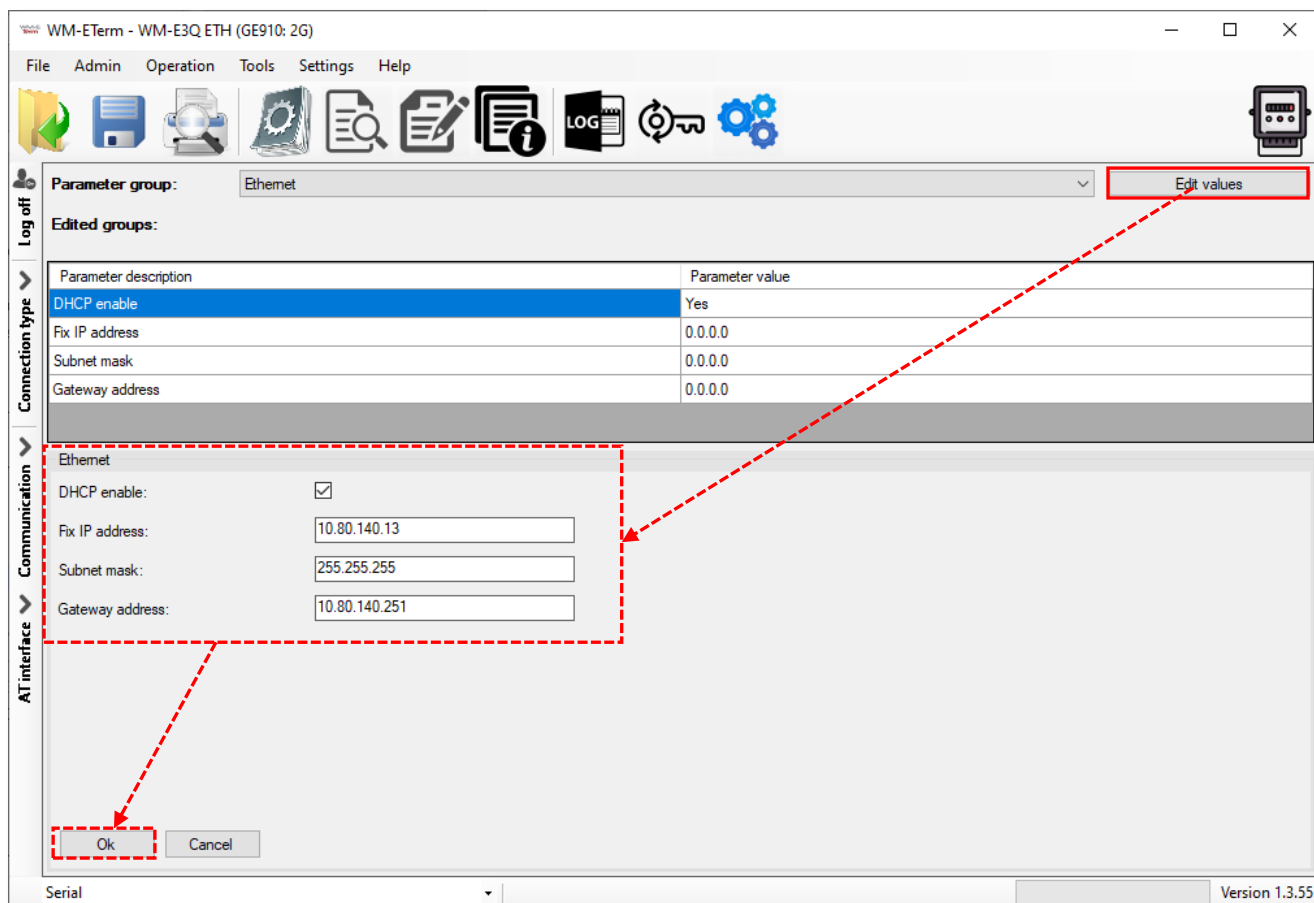 WM-ETerm - WM-E3Q ETH (GE910: 2G)
File Admin Operation Tools Settings Help
LOG
Log off
Connection type
Communication
AT interface
Parameter group: Ethernet Edit values
Edited groups:
Parameter description Parameter value
DHCP enable Yes
Fix IP address 0.0.0.0
Subnet mask 0.0.0.0
Gateway address 0.0.0.0
Ethernet
DHCP enable:
Fix IP address: 10.80.140.13
Subnet mask: 255.255.255
Gateway address: 10.80.140.251
Ok Cancel
Serial Version 1.3.55